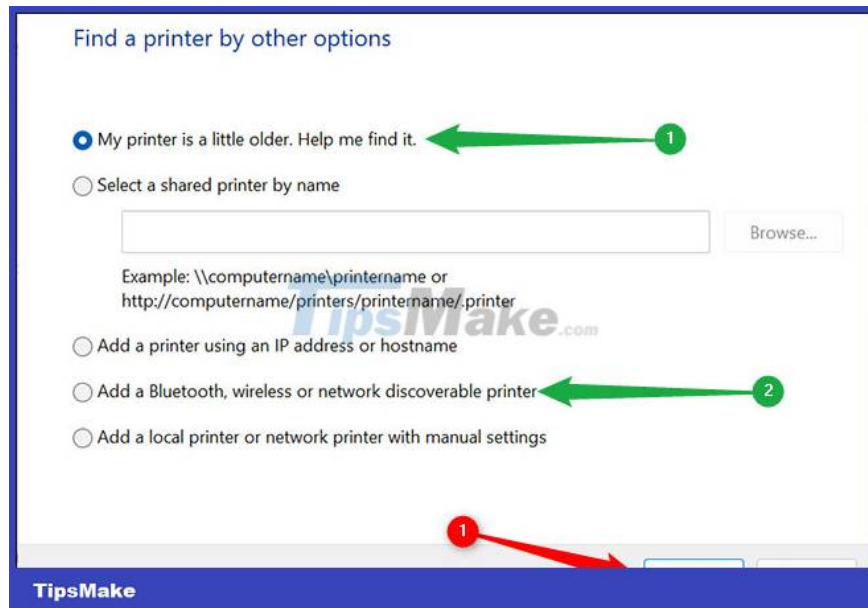 Find a printer by other options
My printer is a little older. Help me find it.
1
Select a shared printer by name
Browse...
Example: \\computername\printername or
http://computername/printers/printername/.printer
TipsMake.com
Add a printer using an IP address or hostname
Add a Bluetooth, wireless or network discoverable printer
2
Add a local printer or network printer with manual settings
1
TipsMake